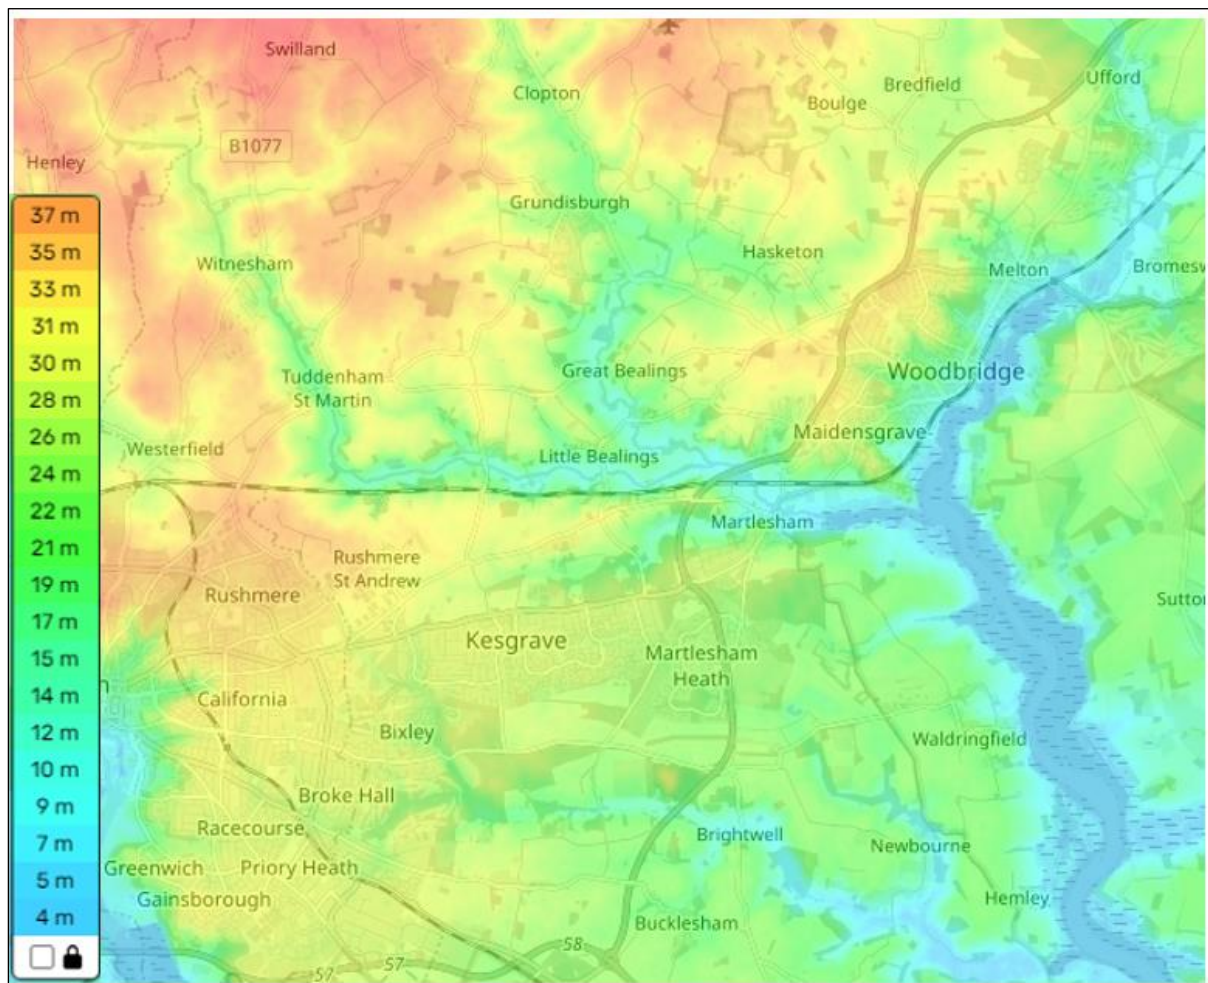 Swilland
Clopton
Boulge
Bredfield
Ufford
B1077
Henley
Grundisburgh
Hasketon
Witnesham
Melton
Bromesw
Tuddenham
St Martin
Great Bealings
Woodbridge
Maidensgrave
Westerfield
Little Bealings
Martlesham
Rushmere
St Andrew
Rushmere
Sutto
Kesgrave
Martlesham
Heath
n
California
Bixley
Waldringfield
Broke Hall
Racecourse
Brightwell
Newbourne
Greenwich
Priory Heath
Gainsborough
Hemley
Bucklesham
58
57
57
37 m
35 m
33 m
31 m
30 m
28 m
26 m
24 m
22 m
21 m
19 m
17 m
15 m
14 m
12 m
10 m
9 m
7 m
5 m
4 m